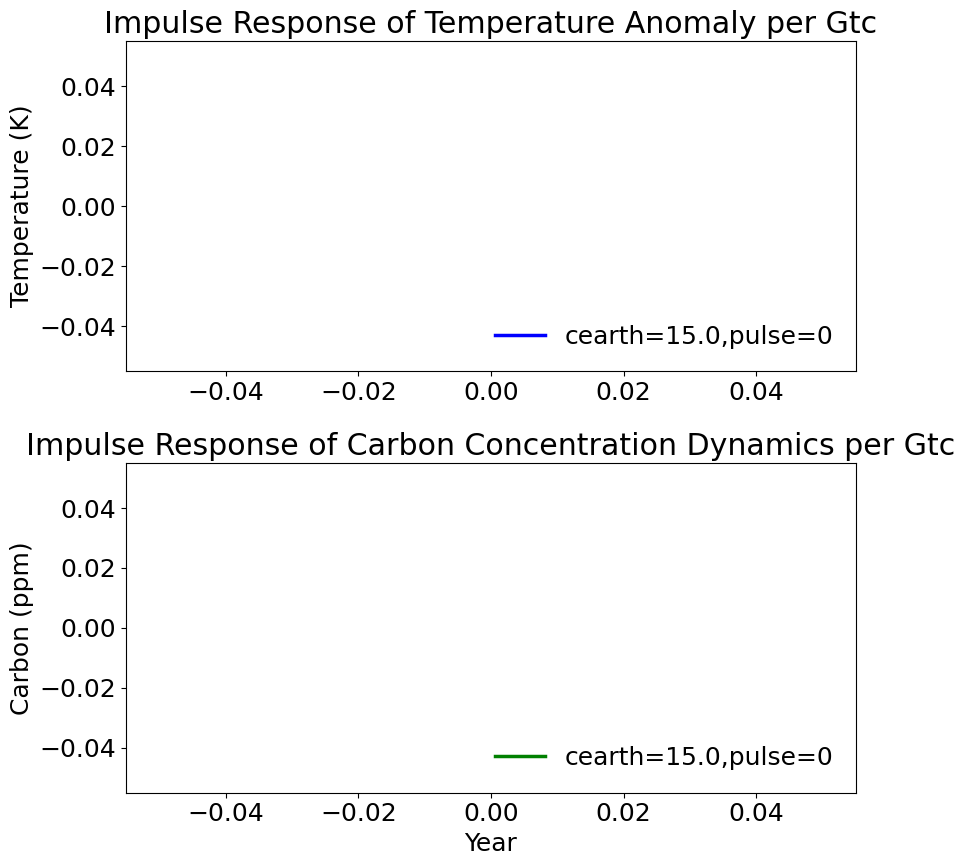 Impulse Response of Temperature Anomaly per Gtc
Temperature (K)
0.04
0.02
0.00
−0.02
−0.04
cearth=15.0,pulse=0
−0.04 −0.02 0.00 0.02 0.04
Impulse Response of Carbon Concentration Dynamics per Gtc
Carbon (ppm)
0.04
0.02
0.00
−0.02
−0.04
cearth=15.0,pulse=0
−0.04 −0.02 0.00 0.02 0.04
Year